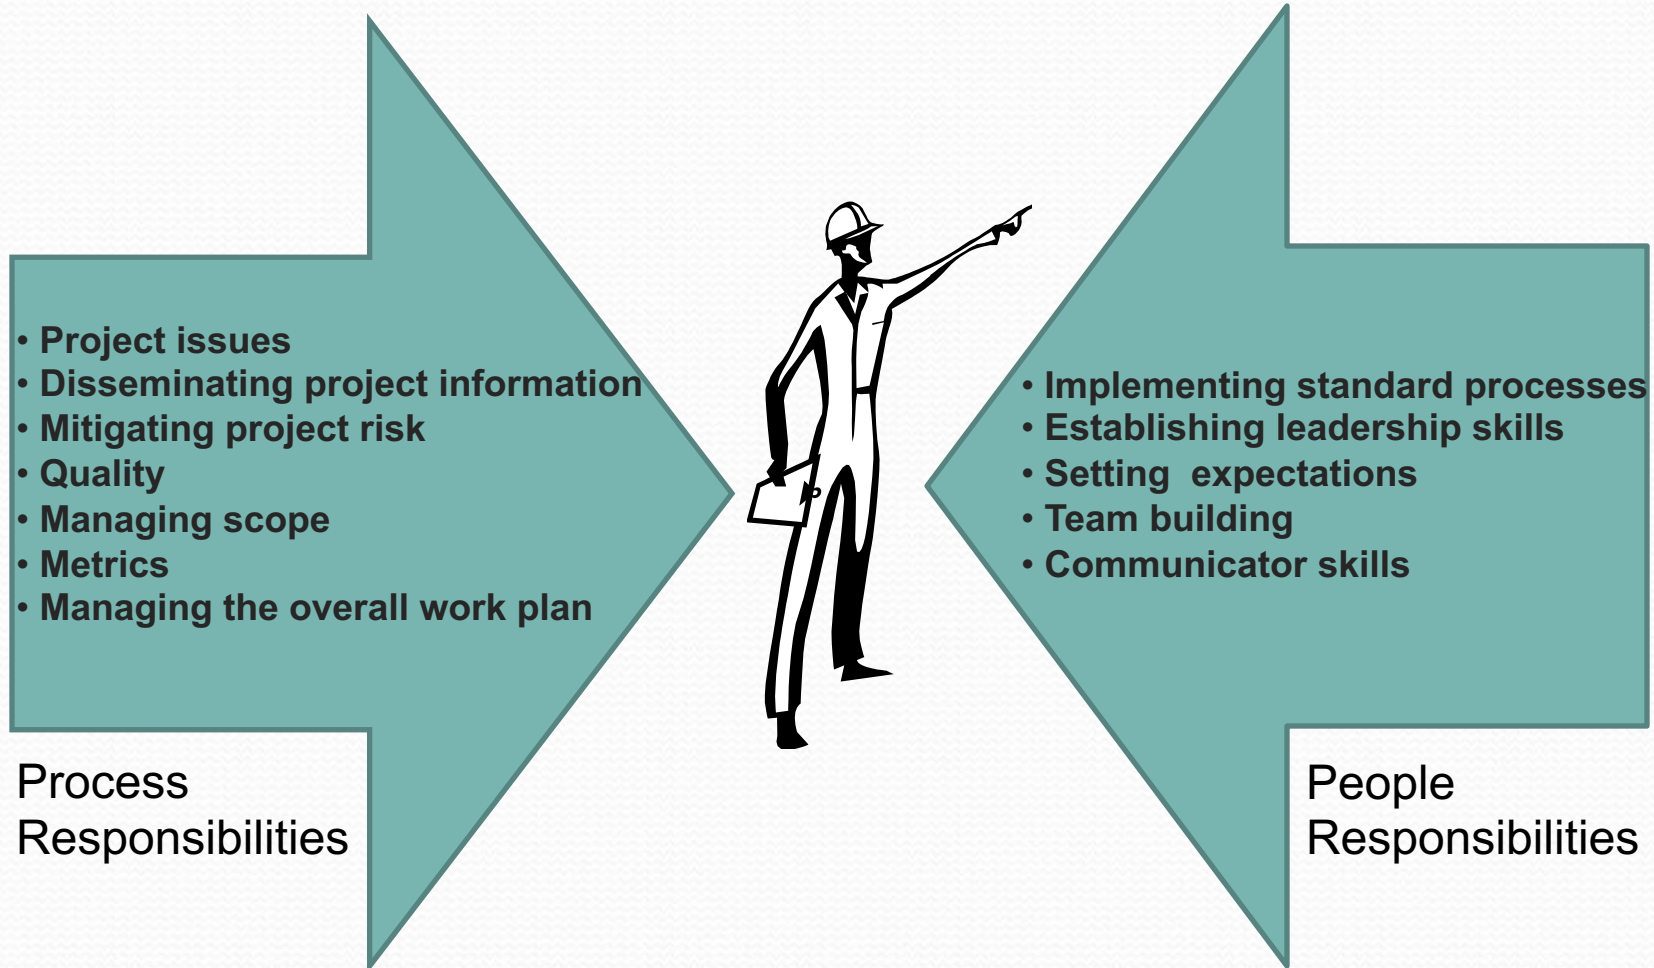 • Project issues
• Disseminating project information
• Mitigating project risk
• Quality
• Managing scope
• Metrics
• Managing the overall work plan
Process
Responsibilities
• Implementing standard processes
• Establishing leadership skills
• Setting  expectations
• Team building
• Communicator skills
People
Responsibilities